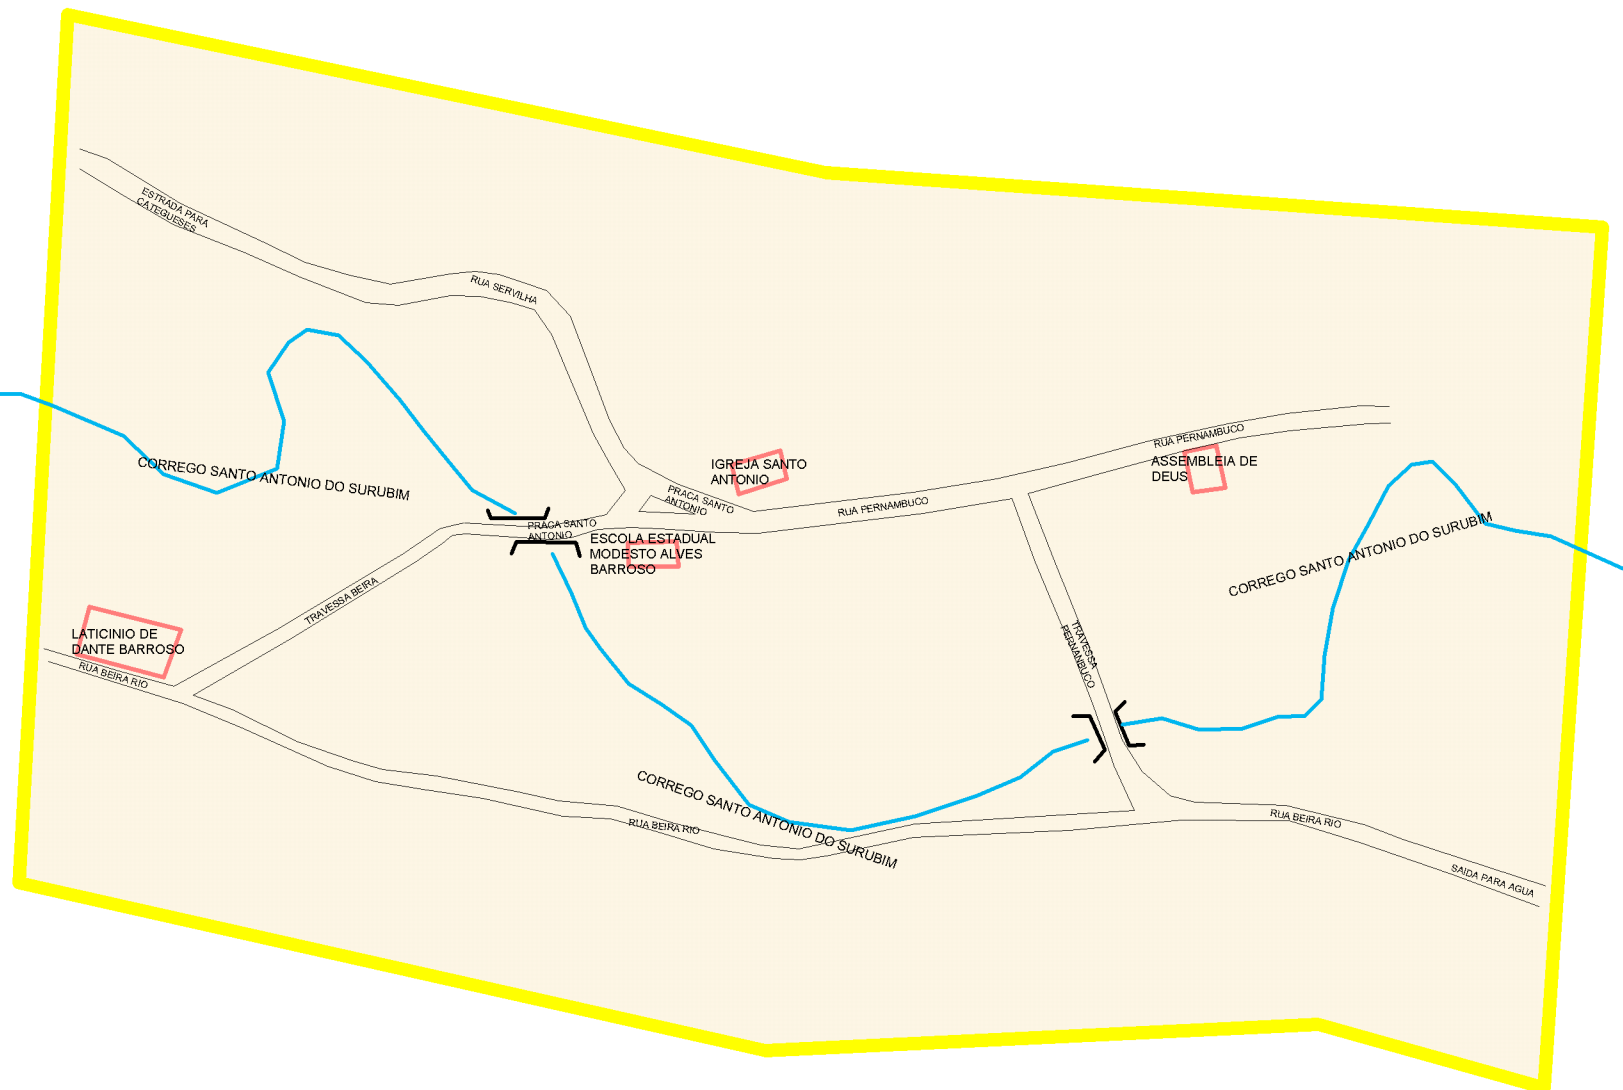 ESTRADA PARA
CATEGUESES
RUA SERVILHA
RUA PERNAMBUCO
IGREJA SANTO
ANTONIO
ASSEMBLEIA DE
DEUS
CORREGO SANTO ANTONIO DO SURUBIM
PRACA SANTO
ANTONIO
RUA PERNAMBUCO
PRACA SANTO
ANTONIO
ESCOLA ESTADUAL
MODESTO ALVES
BARROSO
CORREGO SANTO ANTONIO DO SURUBIM
TRAVESSA BEIRA
LATICINIO DE
DANTE BARROSO
RUA BEIRA RIO
TRAVESSA
PERNANBUCO
CORREGO SANTO ANTONIO DO SURUBIM
RUA BEIRA RIO
RUA BEIRA RIO
SAIDA PARA AGUA